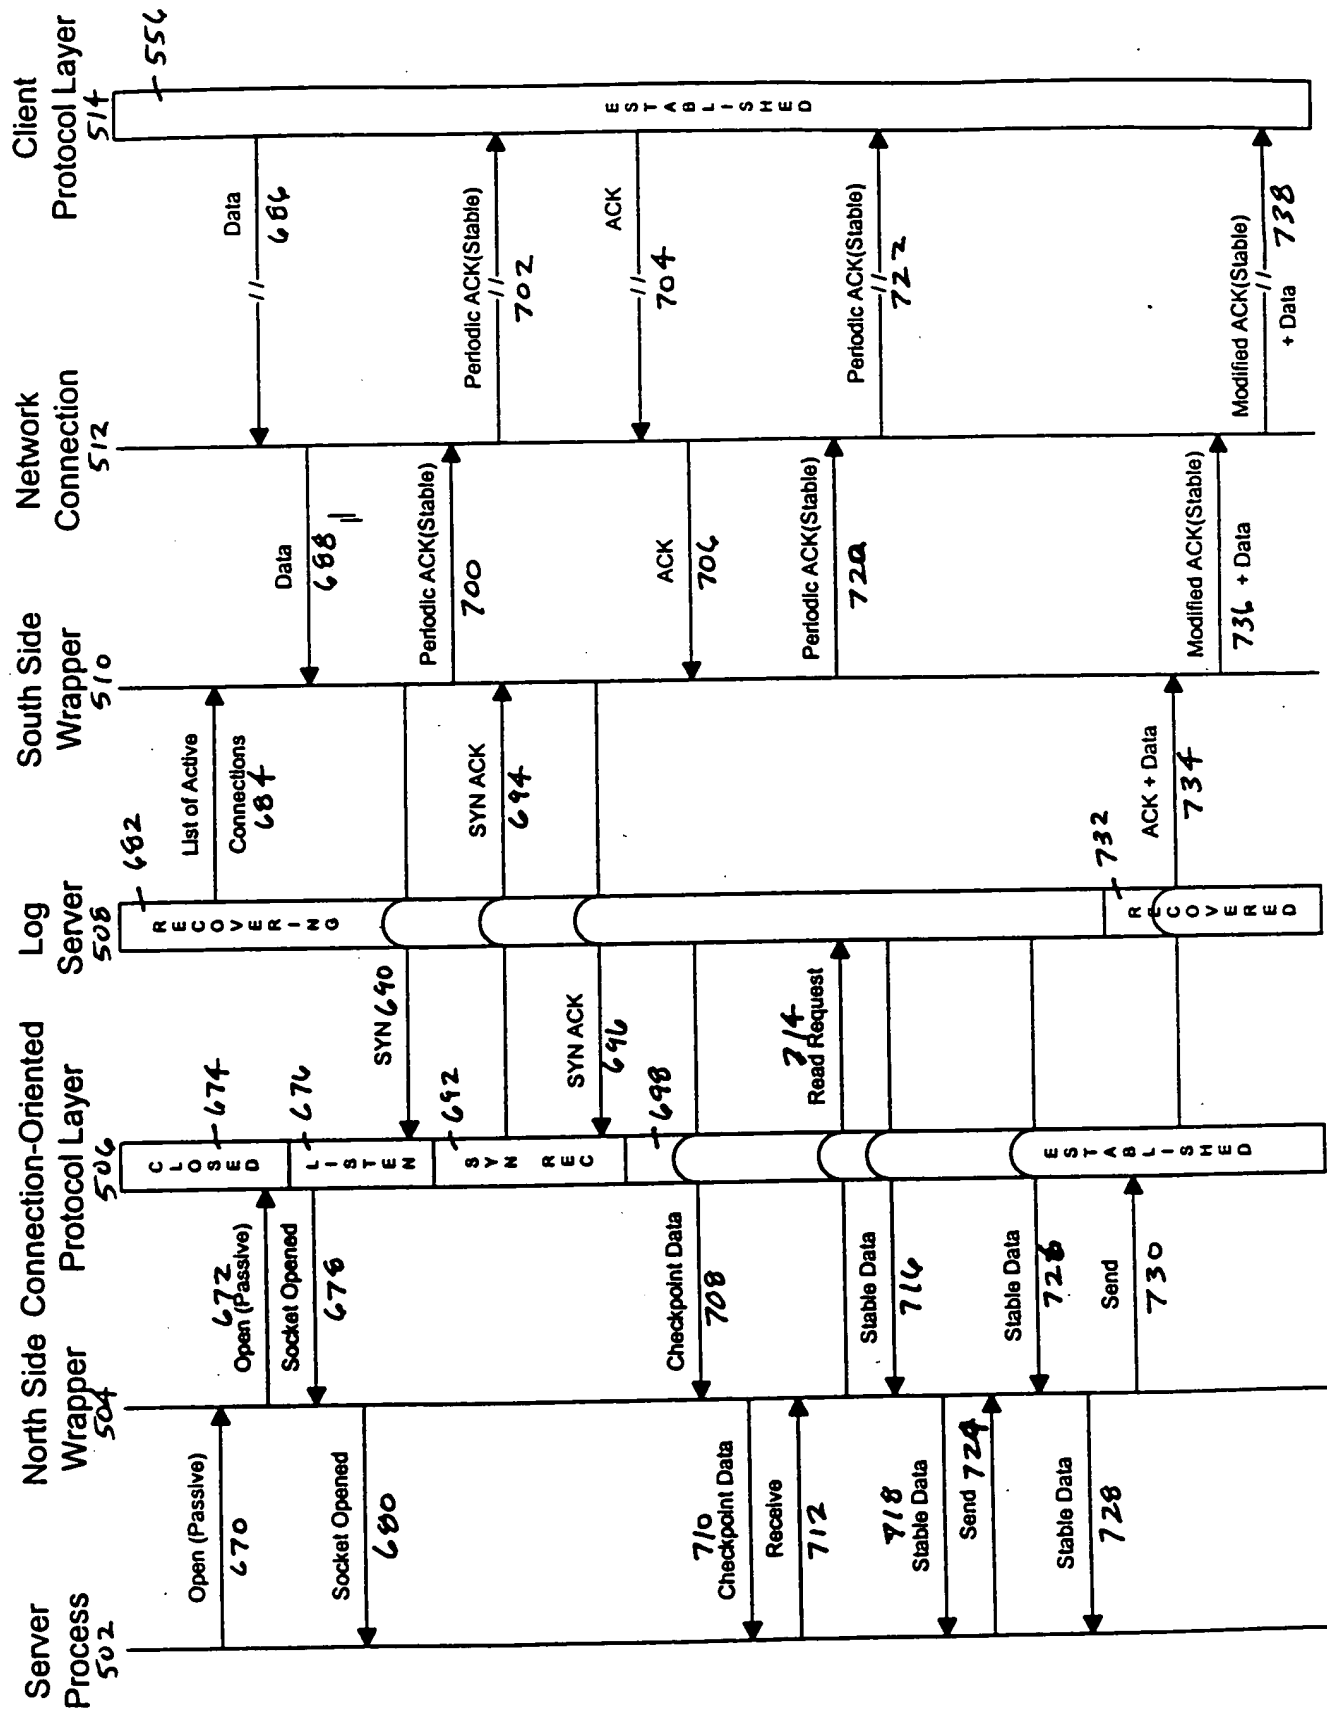 Server
Process
502
North Side
Wrapper
504
Connection-Oriented
Protocol Layer
506
Log
Server
508
South Side
Wrapper
510
Network
Connection
512
Client
Protocol Layer
514
556
Open (Passive)
670
672
Open (Passive)
CLOSED
674
LISTEN
676
Socket Opened
678
Socket Opened
680
RECOVERING
682
List of Active
Connections
684
Data
686
Data
688
SYN 690
SYN REC
692
SYN ACK
694
SYN ACK
696
698
Periodic ACK(Stable)
700
Periodic ACK(Stable)
702
ACK
704
ACK
706
ESTABLISHED
Checkpoint Data
708
710
Checkpoint Data
Receive
712
714
Read Request
Stable Data
716
718
Stable Data
Periodic ACK(Stable)
720
Periodic ACK(Stable)
722
Send 724
Stable Data
726
Stable Data
728
ESTABLISHED
Send
730
732
RECOVERED
ACK + Data
734
Modified ACK(Stable)
736 + Data
Modified ACK(Stable)
+ Data
738